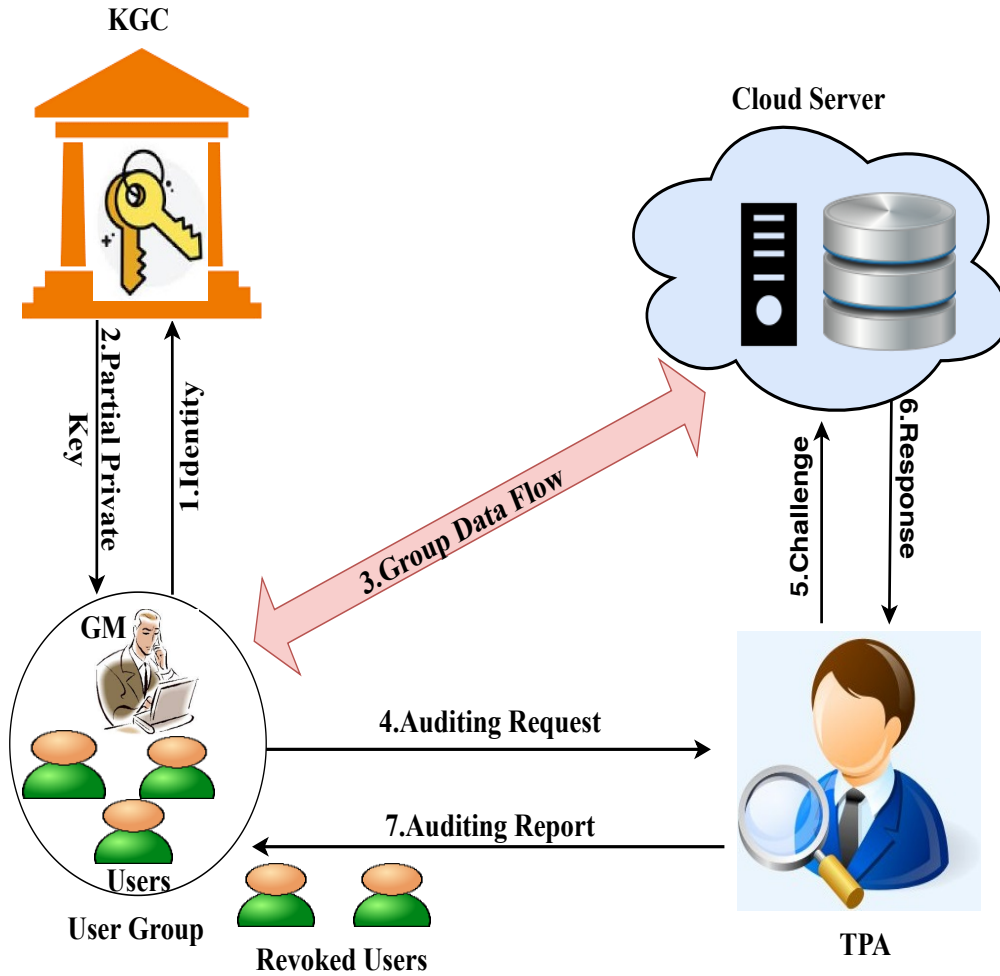 KGC
Cloud Server
2.Partial Private
Key
1.Identity
3.Group Data Flow
5.Challenge
6.Response
GM
4.Auditing Request
7.Auditing Report
Users
User Group
Revoked Users
TPA